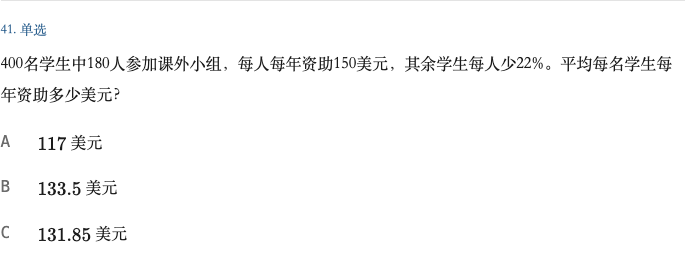 41. 单选
400名学生中180人参加课外小组，每人每年资助150美元，其余学生每人少22%。平均每名学生每
年资助多少美元?
A 117 美元
B 133.5 美元
C 131.85 美元